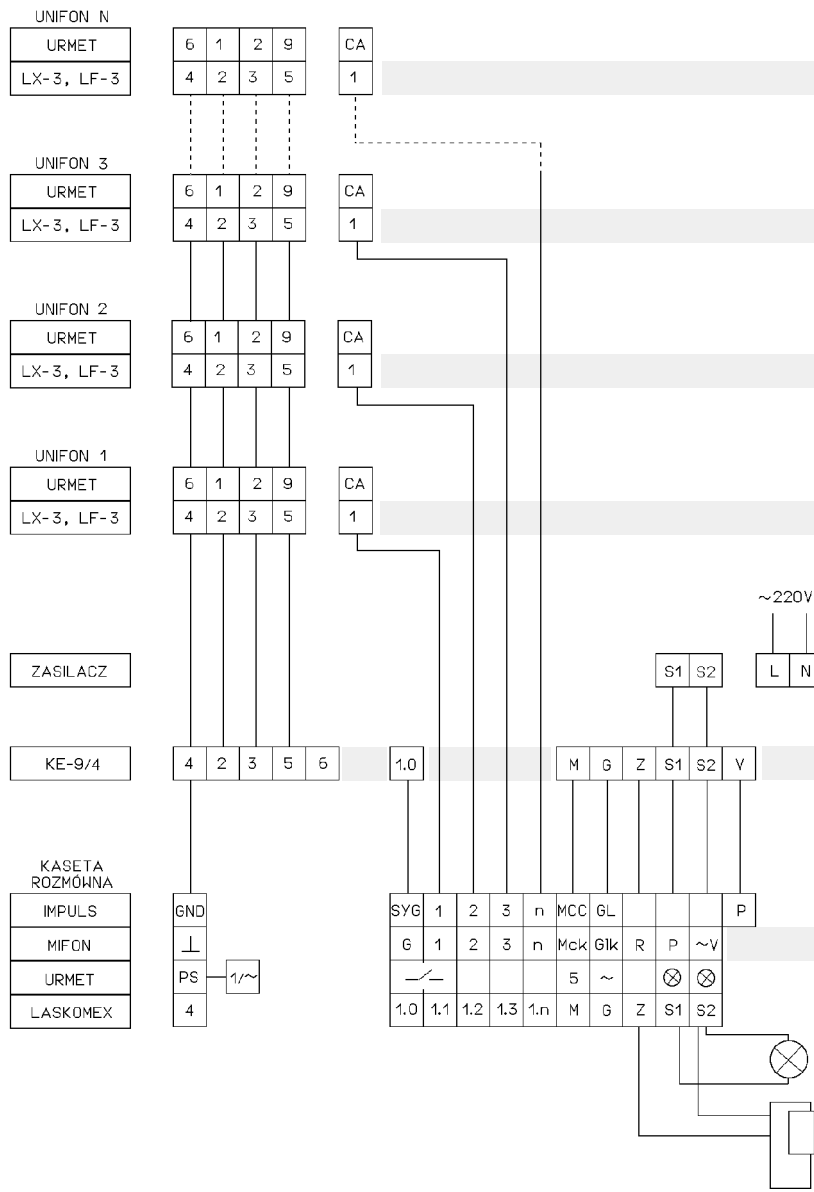 UNIFON N
URMET 6 1 2 9 CA
LX-3, LF-3 4 2 3 5 1
UNIFON 3
URMET 6 1 2 9 CA
LX-3, LF-3 4 2 3 5 1
UNIFON 2
URMET 6 1 2 9 CA
LX-3, LF-3 4 2 3 5 1
UNIFON 1
URMET 6 1 2 9 CA
LX-3, LF-3 4 2 3 5 1
~220V
ZASILACZ S1 S2 L N
KE-9/4 4 2 3 5 6 1.0 M G Z S1 S2 V
KASETA
ROZMÓWNA
IMPULS GND SYG 1 2 3 n MCC GL P
MIFON ⊥ G 1 2 3 n Mck Glk R P ~V
URMET PS 1/~ 5 ~
LASKOMEX 4 1.0 1.1 1.2 1.3 1.n M G Z S1 S2